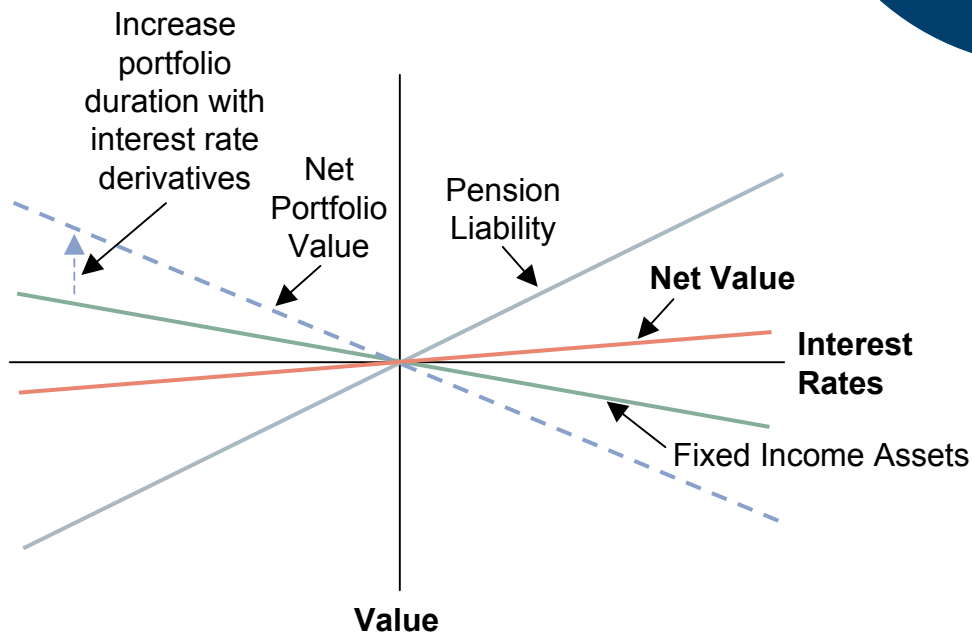 Increase
portfolio
duration with
interest rate
derivatives
Net
Portfolio
Value
Pension
Liability
Net Value
Interest
Rates
Fixed Income Assets
Value